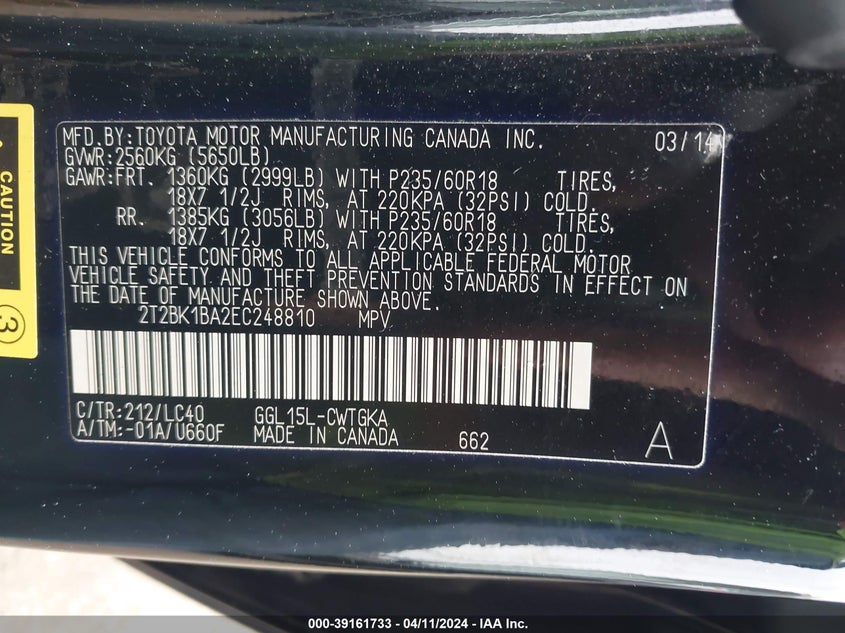 CAUTION
3
MFD.BY:TOYOTA MOTOR MANUFACTURING CANADA INC. 03/14
GVWR:2560KG (5650LB)
GAWR:FRT. 1360KG (2999LB) WITH P235/60R18 TIRES,
18X7 1/2J RIMS, AT 220KPA (32PSI) COLD.
RR. 1385KG (3056LB) WITH P235/60R18 TIRES,
18X7 1/2J RIMS, AT 220KPA (32PSI) COLD.
THIS VEHICLE CONFORMS TO ALL APPLICABLE FEDERAL MOTOR
VEHICLE SAFETY AND THEFT PREVENTION STANDARDS IN EFFECT ON
THE DATE OF MANUFACTURE SHOWN ABOVE.
2T2BK1BA2EC248810 MPV
C/TR:212/LC40 GGL15L-CWTGKA
A/TM:-01A/U660F MADE IN CANADA 662 A
000-39161733 - 04/11/2024 - IAA Inc.